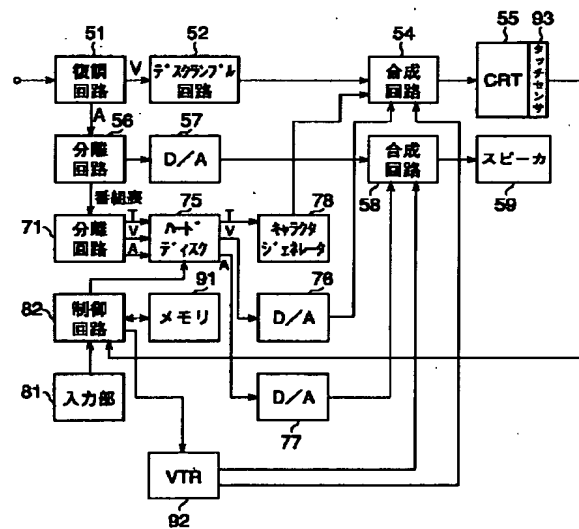 51
52
54
55
93
復調
回路
V
デスクランブル
回路
合成
回路
CRT
タッチセンサ
A
56
57
分離
回路
D/A
合成
回路
スピーカ
58
59
番組表
71
分離
回路
T
V
A
75
ハード
ディスク
T
V
A
78
キャラクタ
ジェネレータ
82
制御
回路
91
メモリ
76
D/A
81
入力部
D/A
77
VTR
92